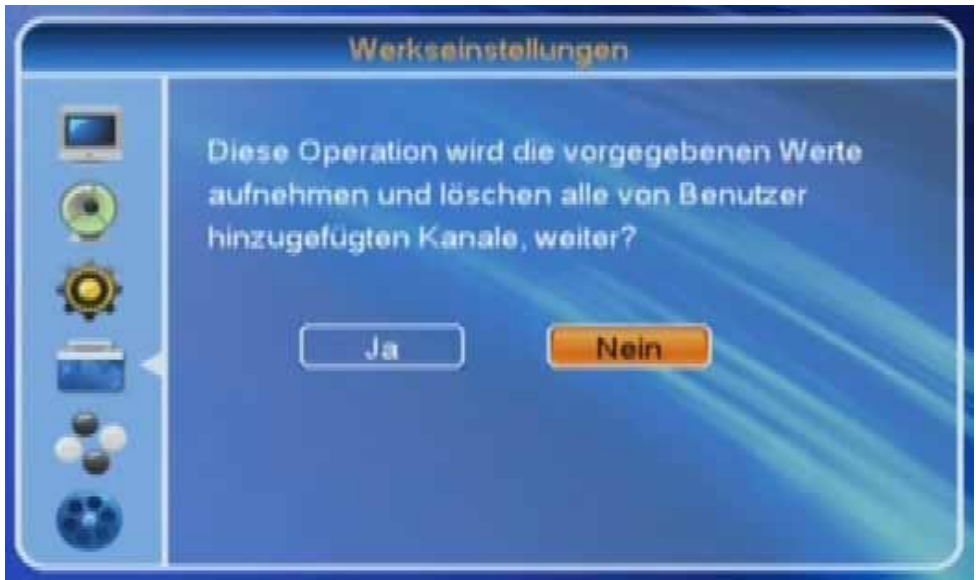 Werkseinstellungen
Diese Operation wird die vorgegebenen Werte
aufnehmen und löschen alle von Benutzer
hinzugefügten Kanale, weiter?
Ja
Nein